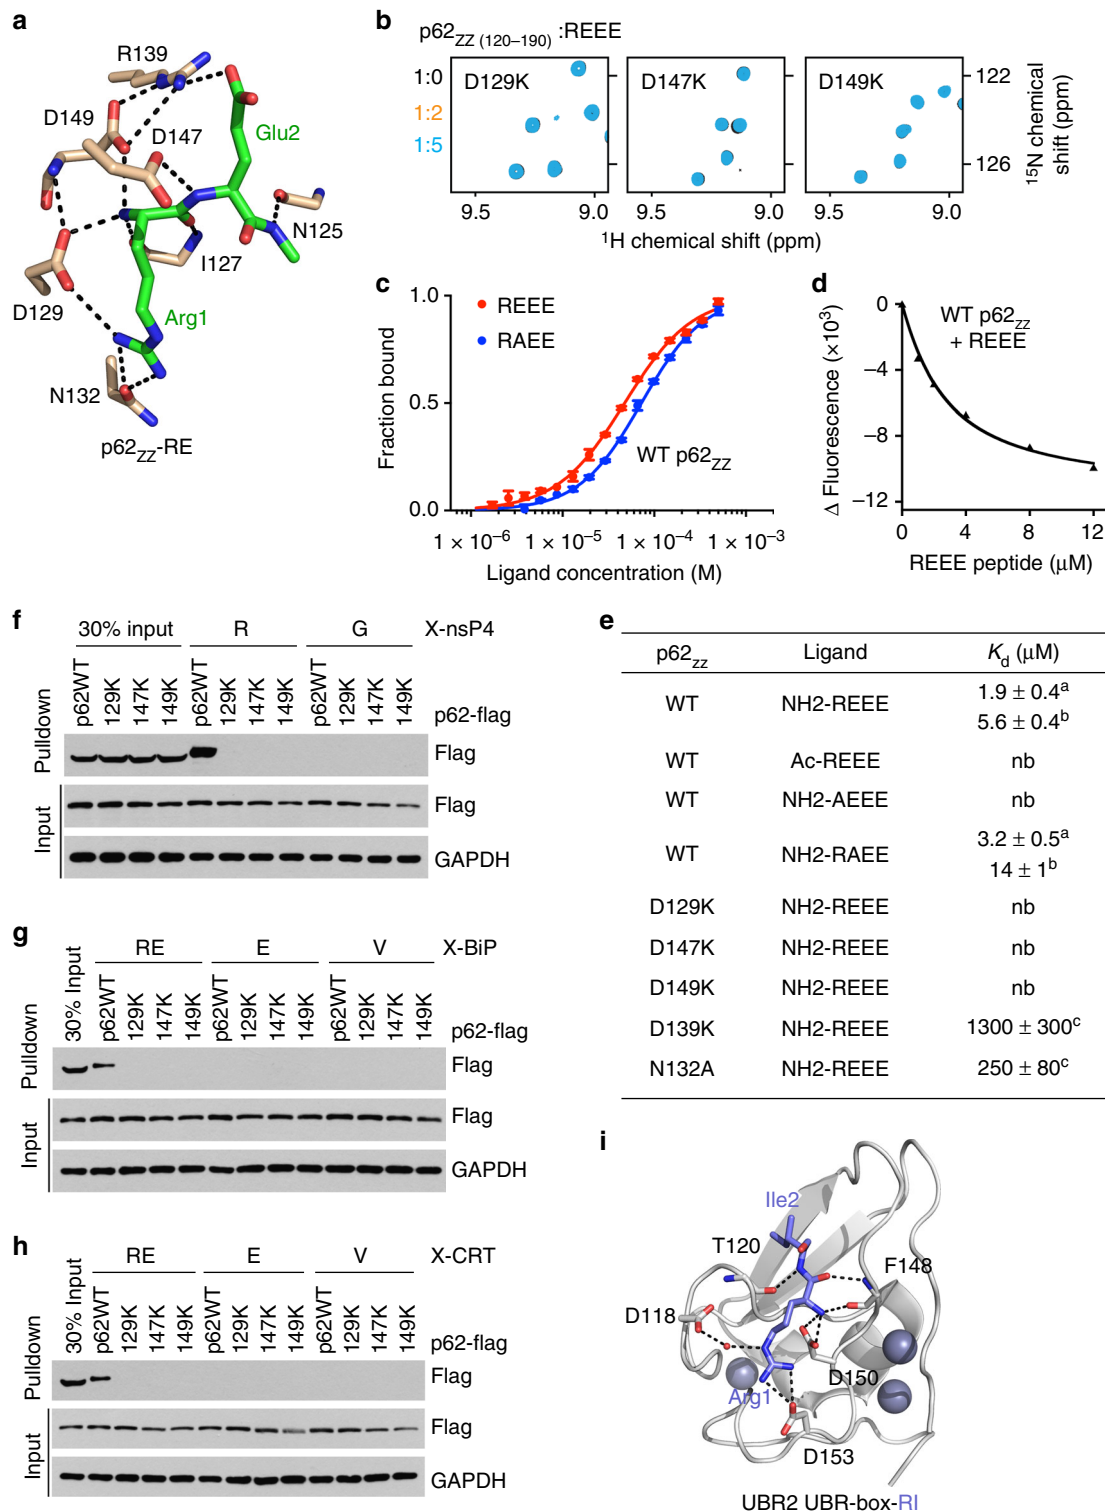 a
R139
D149
D147
Glu2
N125
I127
D129
Arg1
N132
p62ZZ-RE
b
p62ZZ (120–190) :REEE
1:0
1:2
1:5
D129K
D147K
D149K
122
126
15N chemical shift (ppm)
9.5
9.0
9.5
9.0
9.5
9.0
1H chemical shift (ppm)
c
REEE
RAEE
1.0
0.5
0.0
Fraction bound
WT p62ZZ
1 × 10–6
1 × 10–5
1 × 10–4
1 × 10–3
Ligand concentration (M)
d
WT p62ZZ
+ REEE
0
–4
–8
–12
Δ Fluorescence (×103)
0
4
8
12
REEE peptide (μM)
f
30% input
R
G
X-nsP4
p62WT
129K
147K
149K
p62WT
129K
147K
149K
p62WT
129K
147K
149K
p62-flag
Pulldown
Flag
Input
Flag
GAPDH
e
p62zz Ligand Kd (μM)
WT NH2-REEE 1.9 ± 0.4a
5.6 ± 0.4b
WT Ac-REEE nb
WT NH2-AEEE nb
WT NH2-RAEE 3.2 ± 0.5a
14 ± 1b
D129K NH2-REEE nb
D147K NH2-REEE nb
D149K NH2-REEE nb
D139K NH2-REEE 1300 ± 300c
N132A NH2-REEE 250 ± 80c
g
30% Input
RE
E
V
X-BiP
p62WT
129K
147K
149K
p62WT
129K
147K
149K
p62WT
129K
147K
149K
p62-flag
Pulldown
Flag
Input
Flag
GAPDH
h
30% Input
RE
E
V
X-CRT
p62WT
129K
147K
149K
p62WT
129K
147K
149K
p62WT
129K
147K
149K
p62-flag
Pulldown
Flag
Input
Flag
GAPDH
i
Ile2
T120
F148
D118
D150
Arg1
D153
UBR2 UBR-box-RI